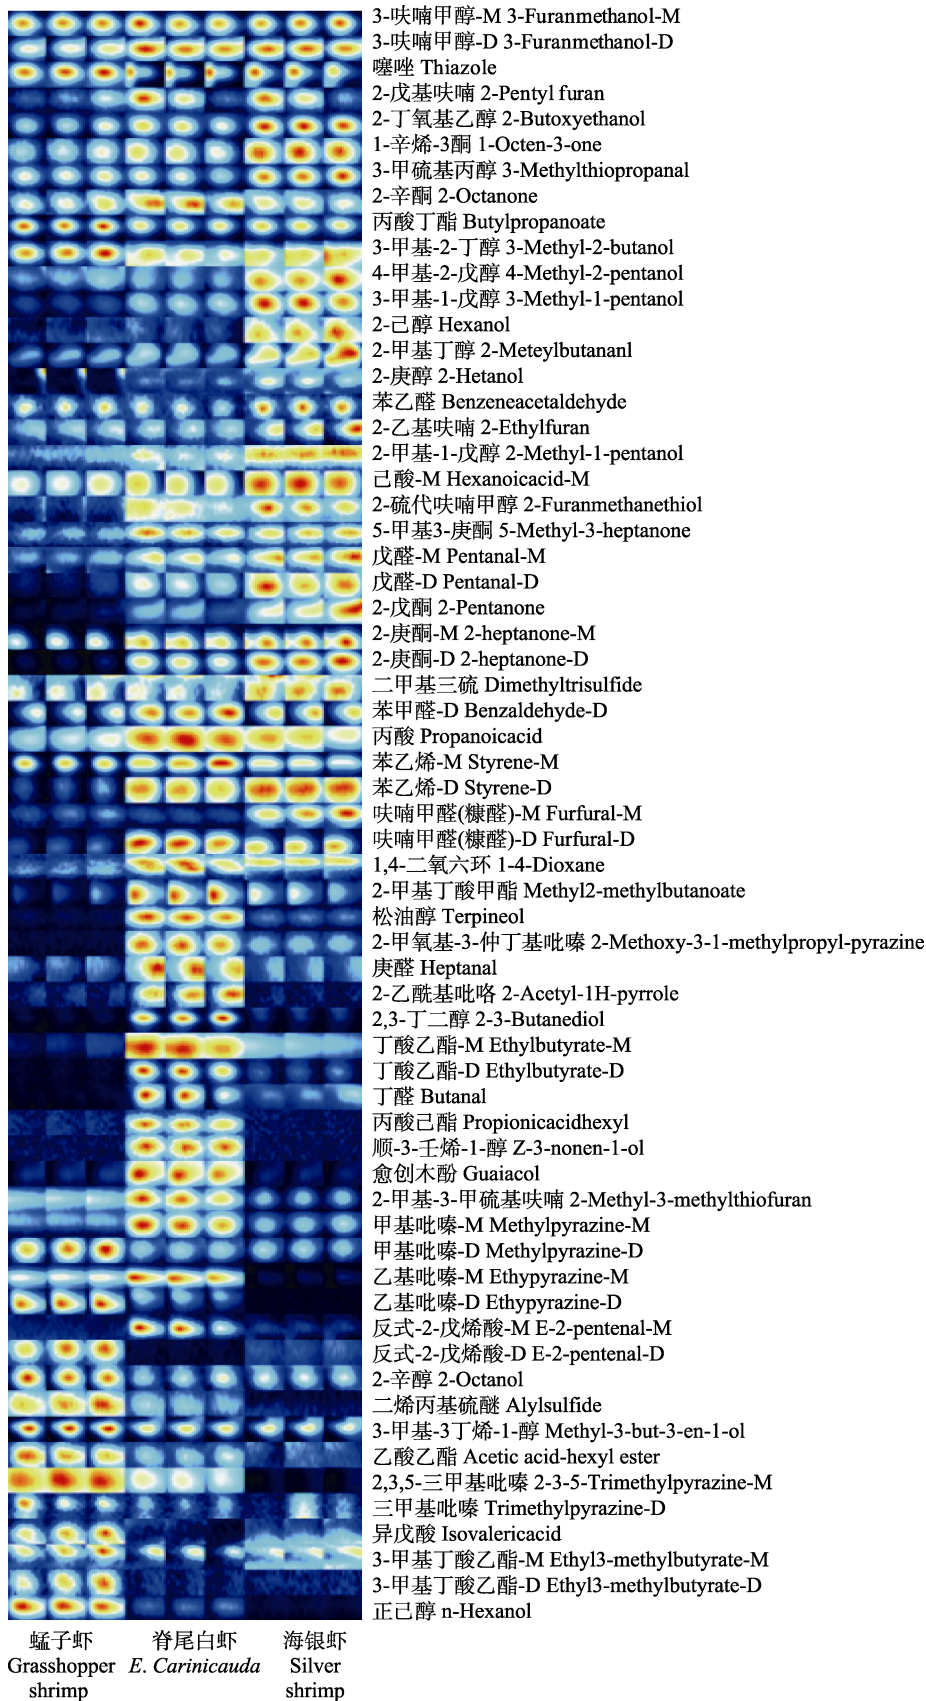 3-呋喃甲醇-M 3-Furanmethanol-M
3-呋喃甲醇-D 3-Furanmethanol-D
噻唑 Thiazole
2-戊基呋喃 2-Pentyl furan
2-丁氧基乙醇 2-Butoxyethanol
1-辛烯-3酮 1-Octen-3-one
3-甲硫基丙醇 3-Methylthiopropanal
2-辛酮 2-Octanone
丙酸丁酯 Butylpropanoate
3-甲基-2-丁醇 3-Methyl-2-butanol
4-甲基-2-戊醇 4-Methyl-2-pentanol
3-甲基-1-戊醇 3-Methyl-1-pentanol
2-己醇 Hexanol
2-甲基丁醇 2-Meteylbutananl
2-庚醇 2-Hetanol
苯乙醛 Benzeneacetaldehyde
2-乙基呋喃 2-Ethylfuran
2-甲基-1-戊醇 2-Methyl-1-pentanol
己酸-M Hexanoicacid-M
2-硫代呋喃甲醇 2-Furanmethanethiol
5-甲基3-庚酮 5-Methyl-3-heptanone
戊醛-M Pentanal-M
戊醛-D Pentanal-D
2-戊酮 2-Pentanone
2-庚酮-M 2-heptanone-M
2-庚酮-D 2-heptanone-D
二甲基三硫 Dimethyltrisulfide
苯甲醛-D Benzaldehyde-D
丙酸 Propanoicacid
苯乙烯-M Styrene-M
苯乙烯-D Styrene-D
呋喃甲醛(糠醛)-M Furfural-M
呋喃甲醛(糠醛)-D Furfural-D
1,4-二氧六环 1-4-Dioxane
2-甲基丁酸甲酯 Methyl2-methylbutanoate
松油醇 Terpineol
2-甲氧基-3-仲丁基吡嗪 2-Methoxy-3-1-methylpropyl-pyrazine
庚醛 Heptanal
2-乙酰基吡咯 2-Acetyl-1H-pyrrole
2,3-丁二醇 2-3-Butanediol
丁酸乙酯-M Ethylbutyrate-M
丁酸乙酯-D Ethylbutyrate-D
丁醛 Butanal
丙酸己酯 Propionicacidhexyl
顺-3-壬烯-1-醇 Z-3-nonen-1-ol
愈创木酚 Guaiacol
2-甲基-3-甲硫基呋喃 2-Methyl-3-methylthiofuran
甲基吡嗪-M Methylpyrazine-M
甲基吡嗪-D Methylpyrazine-D
乙基吡嗪-M Ethypyrazine-M
乙基吡嗪-D Ethypyrazine-D
反式-2-戊烯酸-M E-2-pentenal-M
反式-2-戊烯酸-D E-2-pentenal-D
2-辛醇 2-Octanol
二烯丙基硫醚 Alylsulfide
3-甲基-3丁烯-1-醇 Methyl-3-but-3-en-1-ol
乙酸乙酯 Acetic acid-hexyl ester
2,3,5-三甲基吡嗪 2-3-5-Trimethylpyrazine-M
三甲基吡嗪 Trimethylpyrazine-D
异戊酸 Isovalericacid
3-甲基丁酸乙酯-M Ethyl3-methylbutyrate-M
3-甲基丁酸乙酯-D Ethyl3-methylbutyrate-D
正己醇 n-Hexanol
蜢子虾 脊尾白虾 海银虾
Grasshopper E. Carinicauda Silver
shrimp shrimp